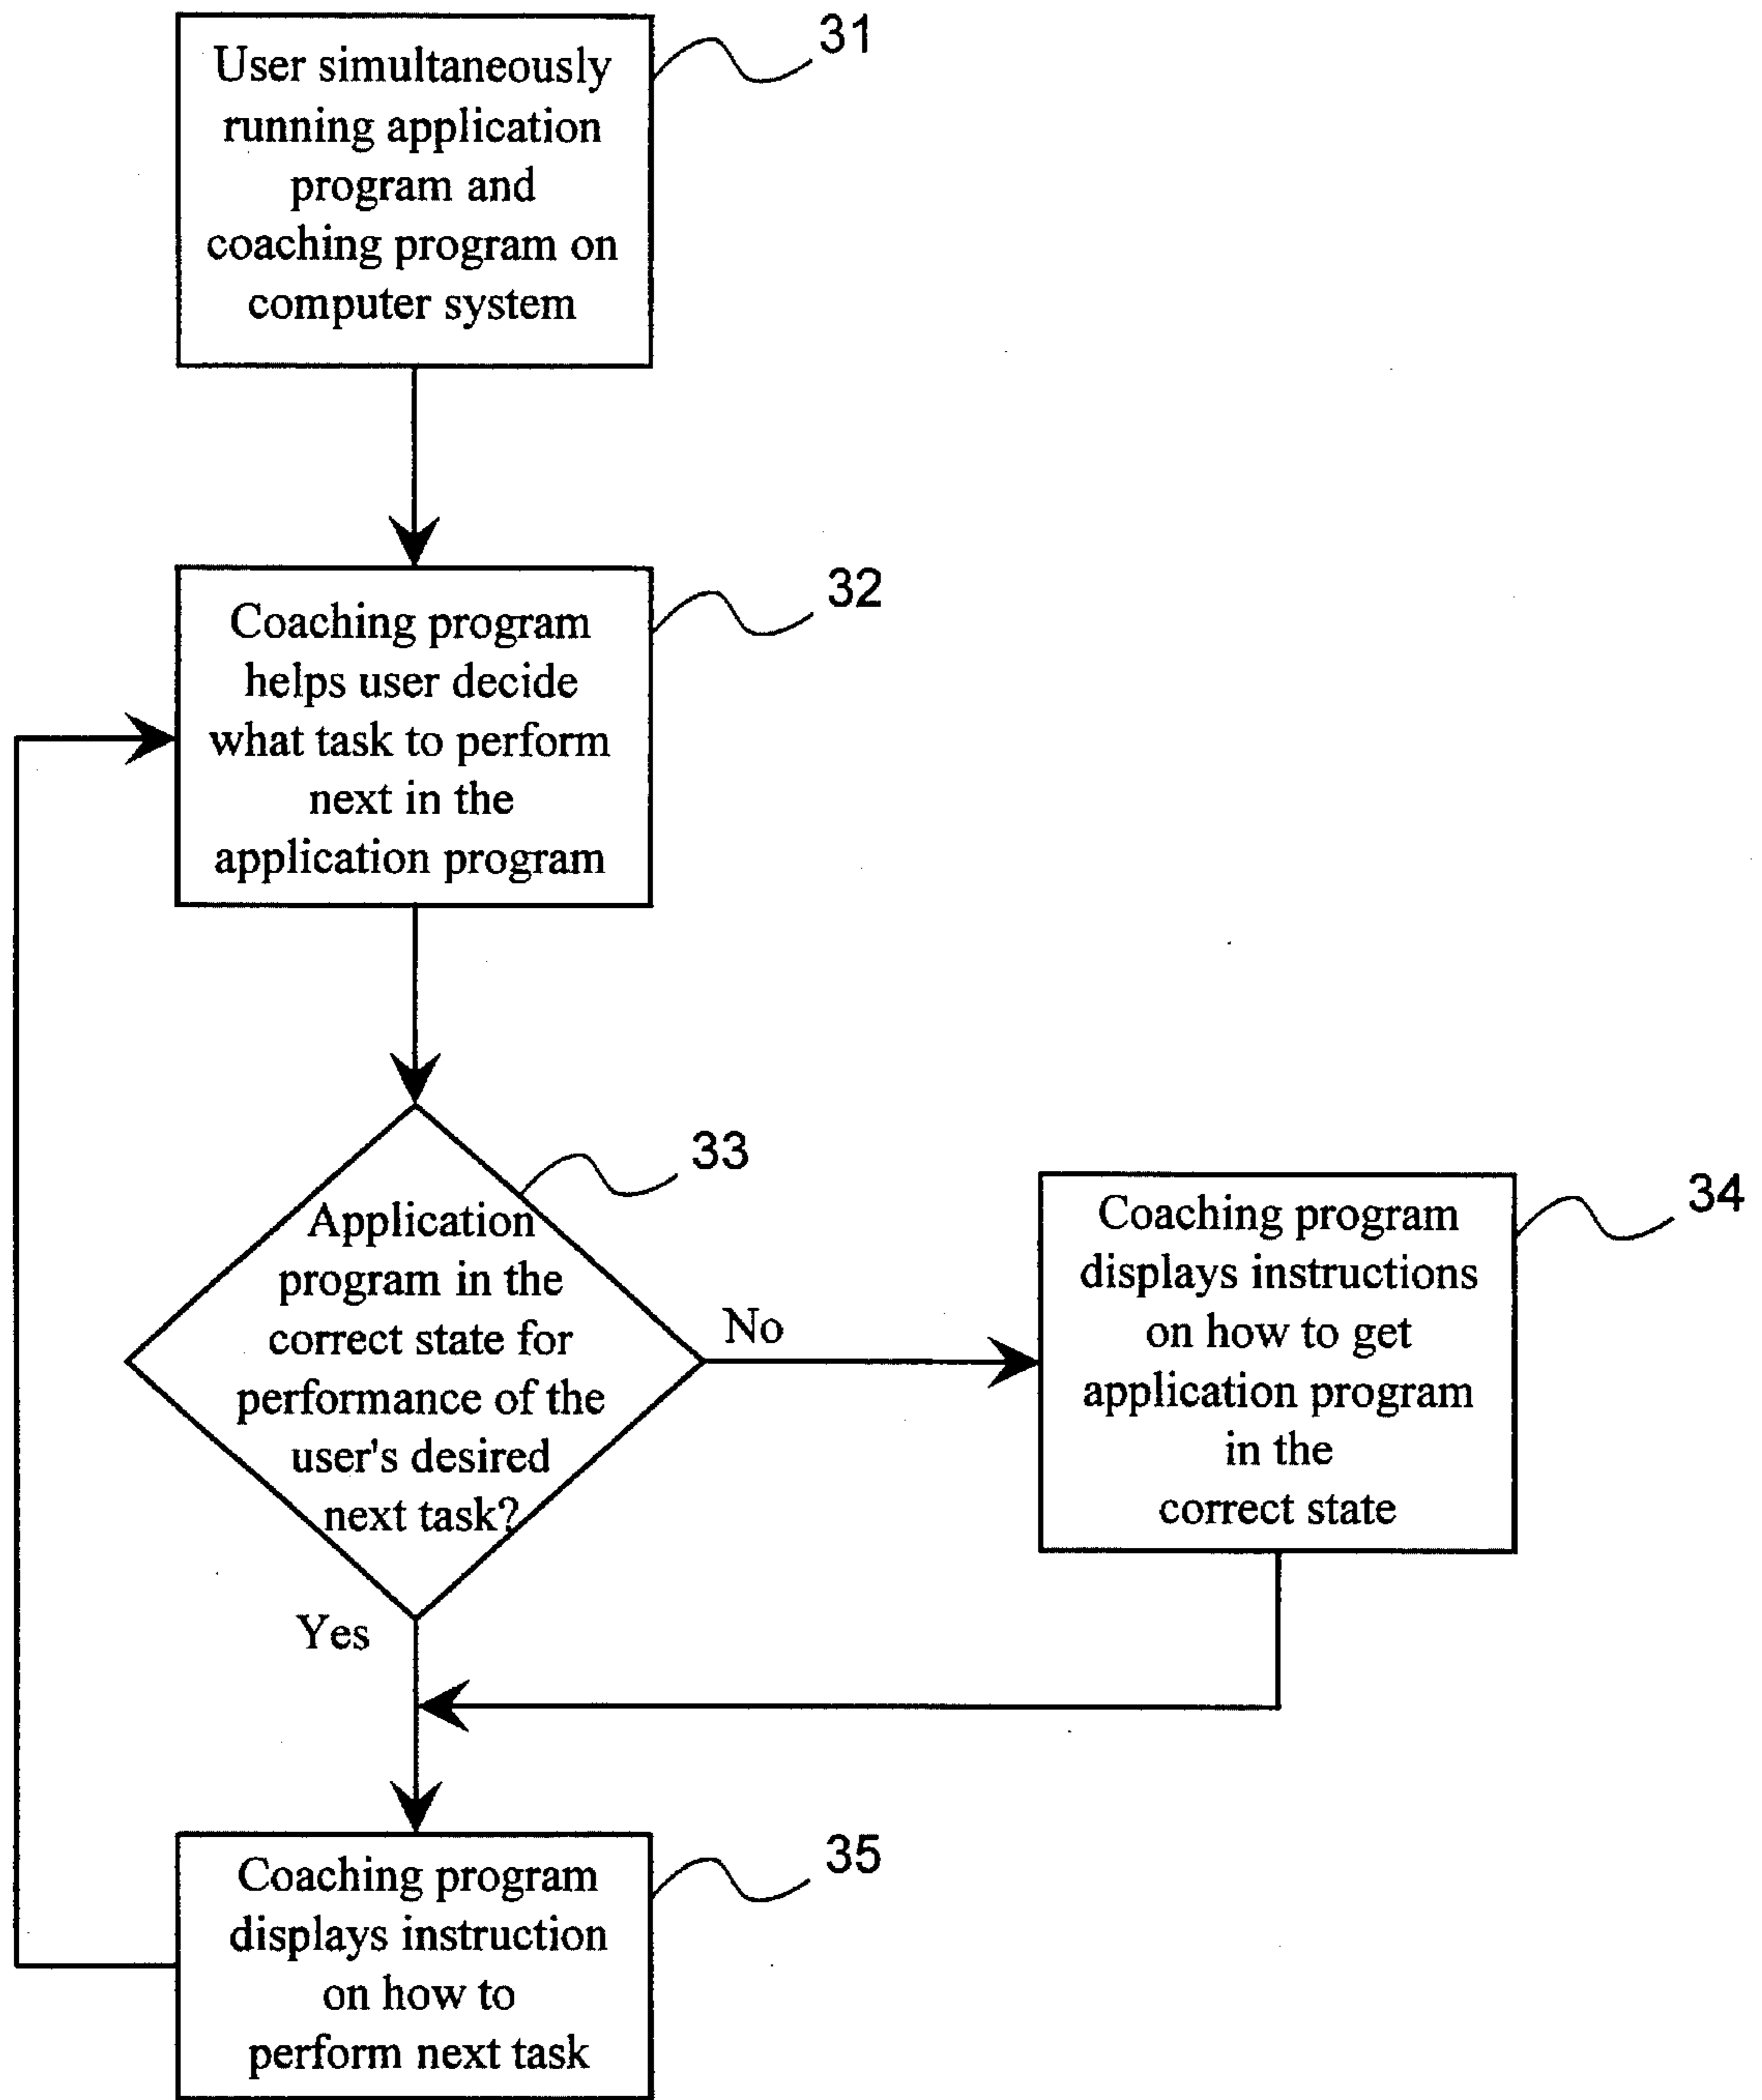 31
User simultaneously
running application
program and
coaching program on
computer system
32
Coaching program
helps user decide
what task to perform
next in the
application program
33
Application
program in the
correct state for
performance of the
user's desired
next task?
No
Yes
34
Coaching program
displays instructions
on how to get
application program
in the
correct state
35
Coaching program
displays instruction
on how to
perform next task